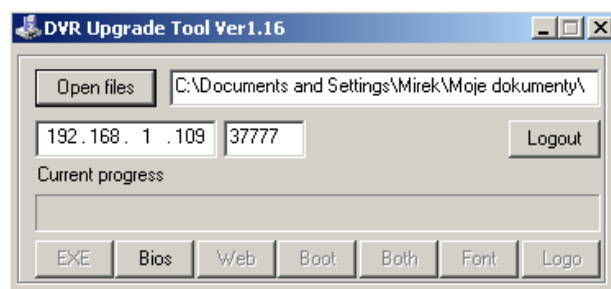 DVR Upgrade Tool Ver1.16
Open files C:\Documents and Settings\Mirek\Moje dokumenty\
192.168. 1 .109 37777 Logout
Current progress
EXE Bios Web Boot Both Font Logo